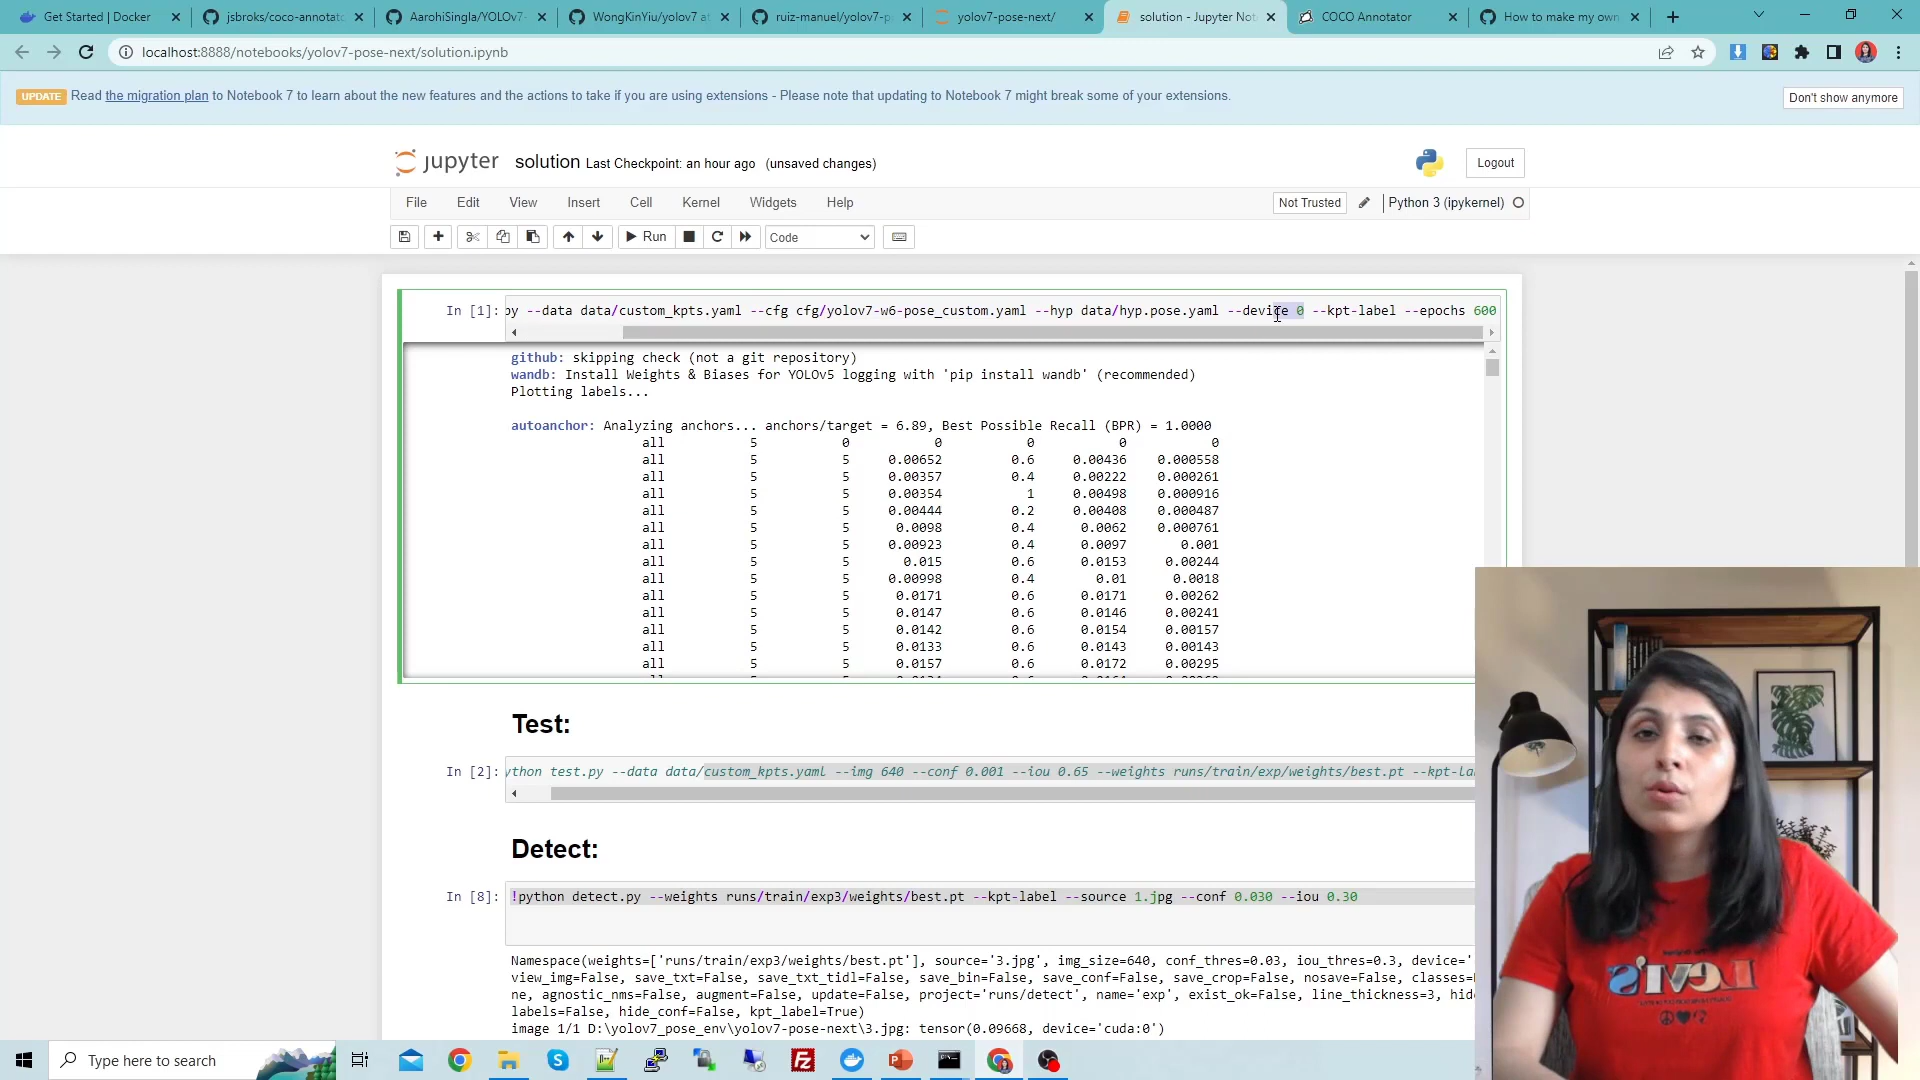 Get Started | Docker
jsbroks/coco-annotato
AarohiSingla/YOLOv7-
WongKinYiu/yolov7 at
ruiz-manuel/yolov7-p
yolov7-pose-next/
solution - Jupyter Not
COCO Annotator
How to make my own
localhost:8888/notebooks/yolov7-pose-next/solution.ipynb
UPDATE Read the migration plan to Notebook 7 to learn about the new features and the actions to take if you are using extensions - Please note that updating to Notebook 7 might break some of your extensions.
Don't show anymore
jupyter solution Last Checkpoint: an hour ago (unsaved changes)
Logout
File Edit View Insert Cell Kernel Widgets Help
Not Trusted
Python 3 (ipykernel)
Run
Code
In [1]: py --data data/custom_kpts.yaml --cfg cfg/yolov7-w6-pose_custom.yaml --hyp data/hyp.pose.yaml --device 0 --kpt-label --epochs 600
github: skipping check (not a git repository)
wandb: Install Weights & Biases for YOLOv5 logging with 'pip install wandb' (recommended)
Plotting labels...
autoanchor: Analyzing anchors... anchors/target = 6.89, Best Possible Recall (BPR) = 1.0000
all 5 0 0 0 0 0
all 5 5 0.00652 0.6 0.00436 0.000558
all 5 5 0.00357 0.4 0.00222 0.000261
all 5 5 0.00354 1 0.00498 0.000916
all 5 5 0.00444 0.2 0.00408 0.000487
all 5 5 0.0098 0.4 0.0062 0.000761
all 5 5 0.00923 0.4 0.0097 0.001
all 5 5 0.015 0.6 0.0153 0.00244
all 5 5 0.00998 0.4 0.01 0.0018
all 5 5 0.0171 0.6 0.0171 0.00262
all 5 5 0.0147 0.6 0.0146 0.00241
all 5 5 0.0142 0.6 0.0154 0.00157
all 5 5 0.0133 0.6 0.0143 0.00143
all 5 5 0.0157 0.6 0.0172 0.00295
Test:
In [2]: ython test.py --data data/custom_kpts.yaml --img 640 --conf 0.001 --iou 0.65 --weights runs/train/exp/weights/best.pt --kpt-la
Detect:
In [8]: !python detect.py --weights runs/train/exp3/weights/best.pt --kpt-label --source 1.jpg --conf 0.030 --iou 0.30
Namespace(weights=['runs/train/exp3/weights/best.pt'], source='3.jpg', img_size=640, conf_thres=0.03, iou_thres=0.3, device='
view_img=False, save_txt=False, save_txt_tidl=False, save_bin=False, save_conf=False, save_crop=False, nosave=False, classes=
ne, agnostic_nms=False, augment=False, update=False, project='runs/detect', name='exp', exist_ok=False, line_thickness=3, hid
labels=False, hide_conf=False, kpt_label=True)
image 1/1 D:\yolov7_pose_env\yolov7-pose-next\3.jpg: tensor(0.09668, device='cuda:0')
Levi's
Type here to search